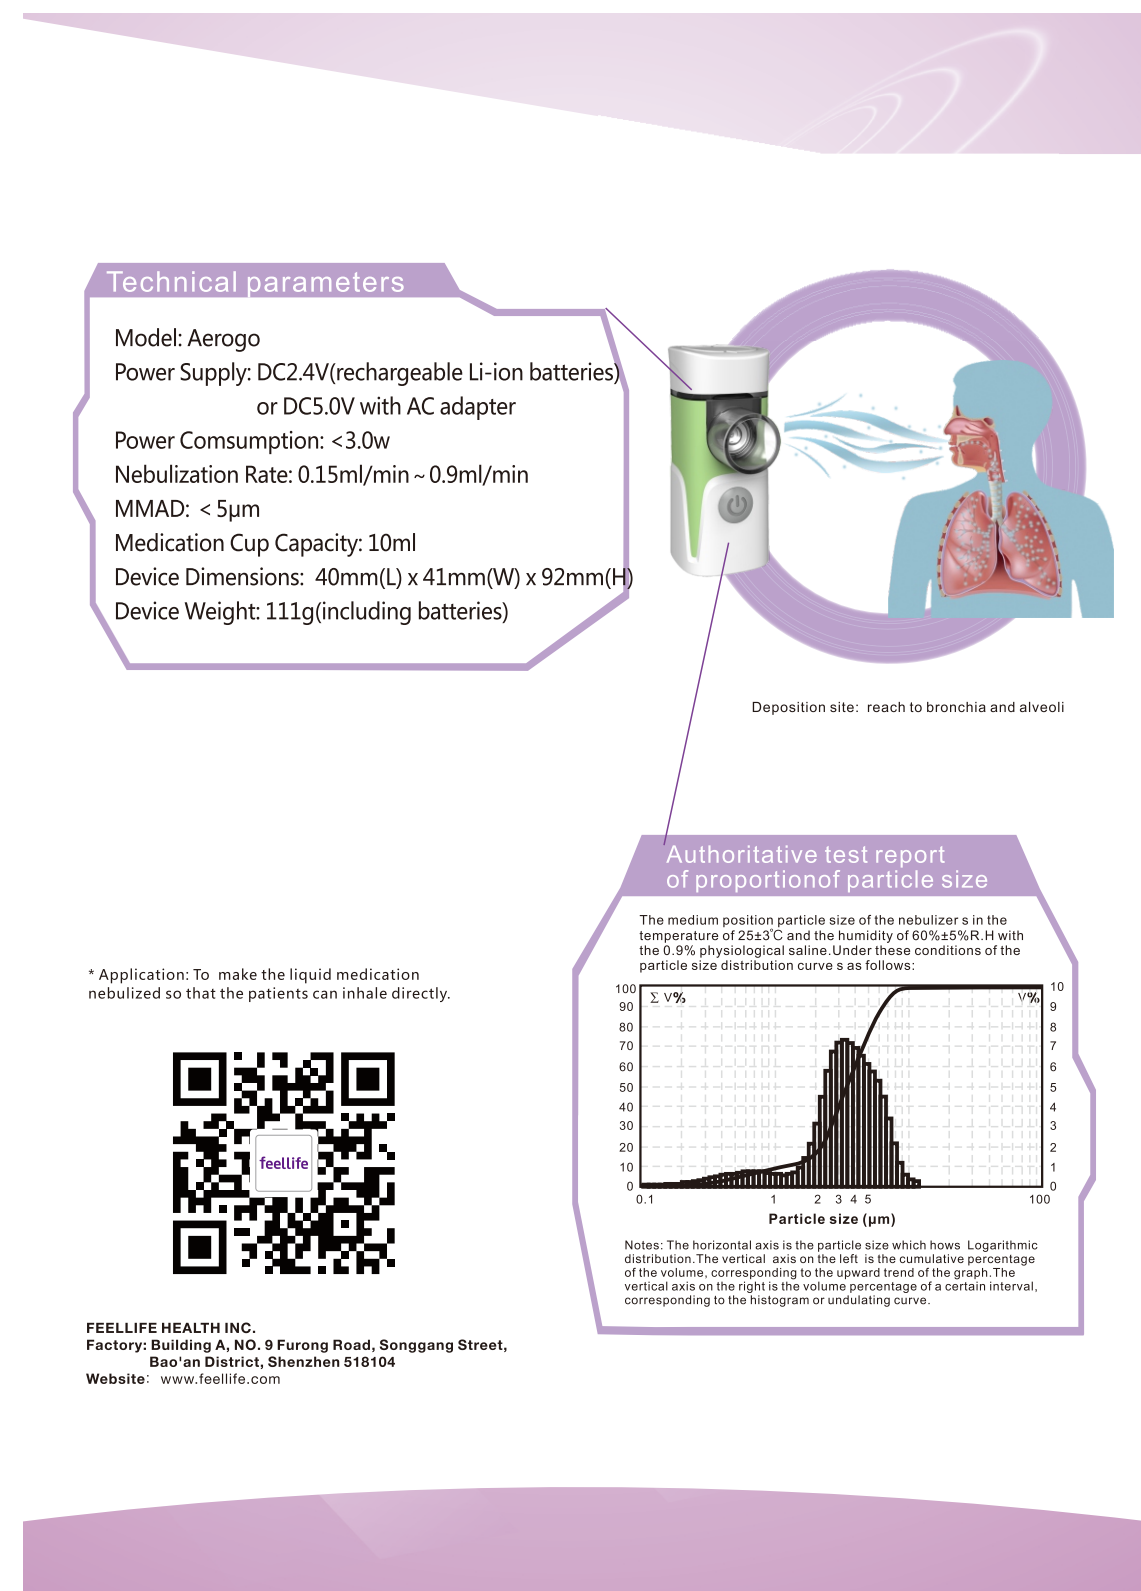 Technical parameters
Model: Aerogo
Power Supply: DC2.4V(rechargeable Li-ion batteries)
or DC5.0V with AC adapter
Power Comsumption: <3.0w
Nebulization Rate: 0.15ml/min ~ 0.9ml/min
MMAD: < 5μm
Medication Cup Capacity: 10ml
Device Dimensions: 40mm(L) x 41mm(W) x 92mm(H)
Device Weight: 111g(including batteries)
Deposition site: reach to bronchia and alveoli
Authoritative test report
of proportionof particle size
The medium position particle size of the nebulizer s in the
temperature of 25±3℃ and the humidity of 60%±5%R.H with
the 0.9% physiological saline.Under these conditions of the
particle size distribution curve s as follows:
Σ V% V%
100 10
90 9
80 8
70 7
60 6
50 5
40 4
30 3
20 2
10 1
0 0
0.1 1 2 3 4 5 100
Particle size (μm)
Notes: The horizontal axis is the particle size which hows Logarithmic
distribution.The vertical axis on the left is the cumulative percentage
of the volume, corresponding to the upward trend of the graph.The
vertical axis on the right is the volume percentage of a certain interval,
corresponding to the histogram or undulating curve.
* Application: To make the liquid medication
nebulized so that the patients can inhale directly.
feellife
FEELLIFE HEALTH INC.
Factory: Building A, NO. 9 Furong Road, Songgang Street,
Bao'an District, Shenzhen 518104
Website: www.feellife.com